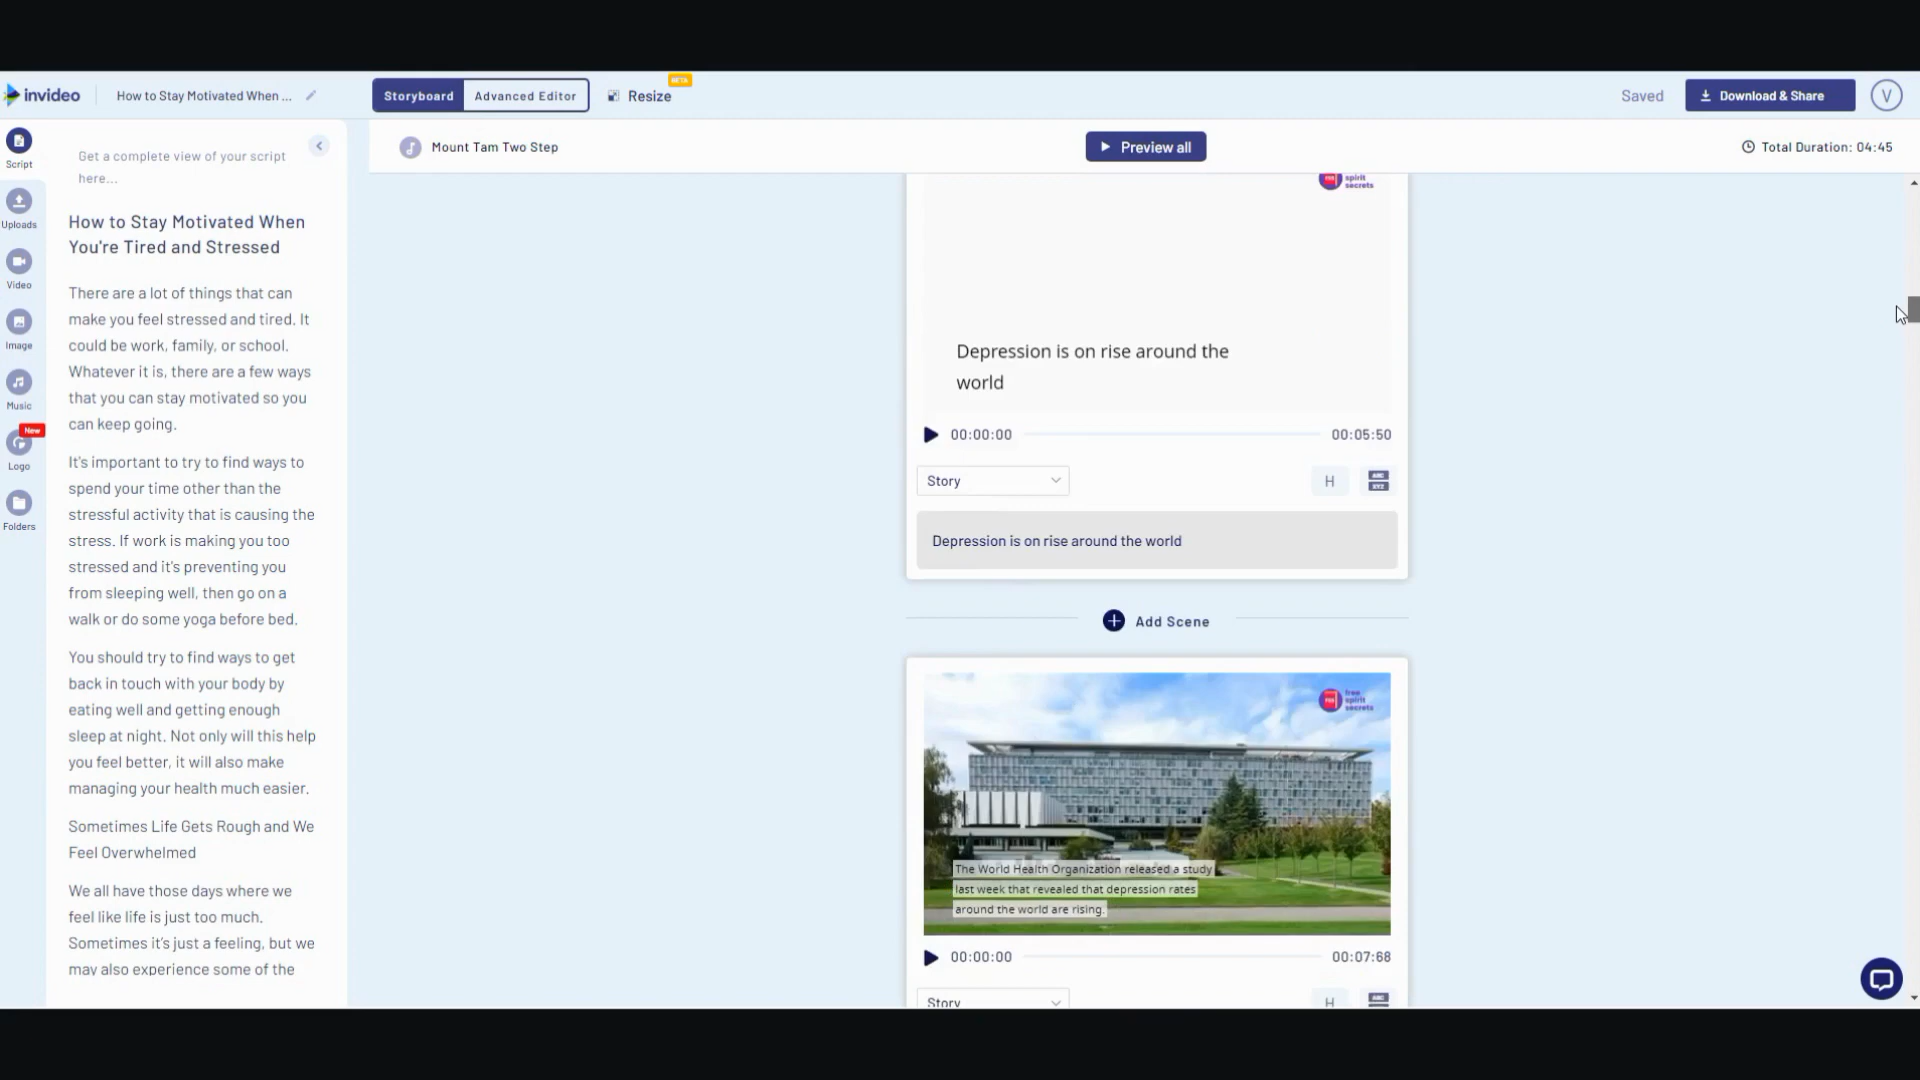 invideo
How to Stay Motivated When ...
Storyboard
Advanced Editor
BETA
Resize
Saved
Download & Share
V
Script
Uploads
Video
Image
Music
New
Logo
Folders
Get a complete view of your script
here...
How to Stay Motivated When
You're Tired and Stressed
There are a lot of things that can
make you feel stressed and tired. It
could be work, family, or school.
Whatever it is, there are a few ways
that you can stay motivated so you
can keep going.
It's important to try to find ways to
spend your time other than the
stressful activity that is causing the
stress. If work is making you too
stressed and it's preventing you
from sleeping well, then go on a
walk or do some yoga before bed.
You should try to find ways to get
back in touch with your body by
eating well and getting enough
sleep at night. Not only will this help
you feel better, it will also make
managing your health much easier.
Sometimes Life Gets Rough and We
Feel Overwhelmed
We all have those days where we
feel like life is just too much.
Sometimes it's just a feeling, but we
may also experience some of the
Mount Tam Two Step
Preview all
Total Duration: 04:45
spirit
secrets
Depression is on rise around the
world
00:00:00
00:05:50
Story
H
ABC
XYZ
Depression is on rise around the world
Add Scene
free
spirit
secrets
The World Health Organization released a study
last week that revealed that depression rates
around the world are rising.
00:00:00
00:07:68
Story
H
ABC